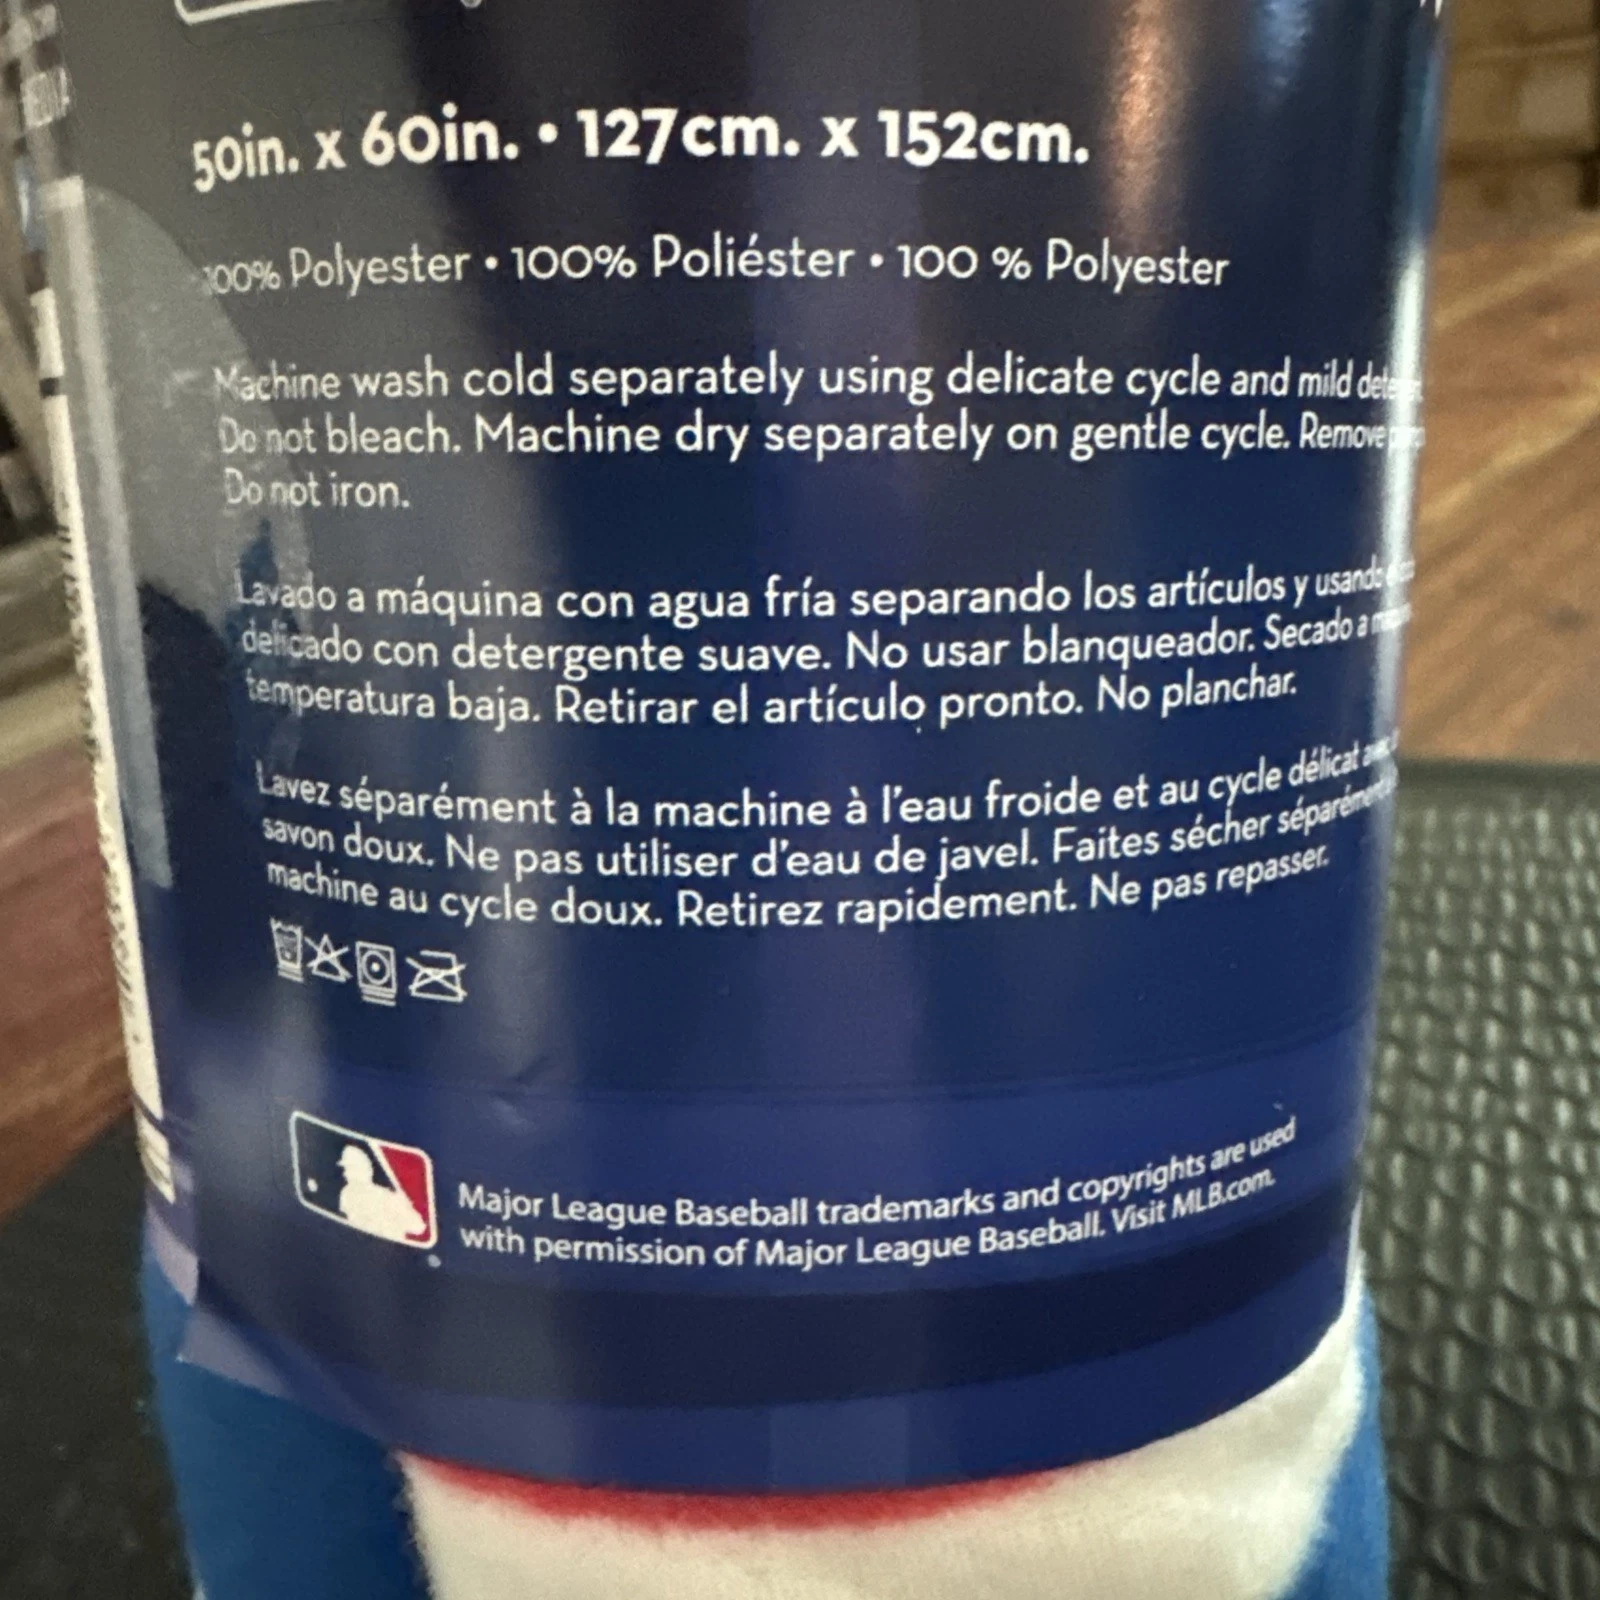 50in. x 60in. • 127cm. x 152cm.
100% Polyester • 100% Poliéster • 100 % Polyester
Machine wash cold separately using delicate cycle and mild
Do not bleach. Machine dry separately on gentle cycle. Remove
Do not iron.
Lavado a máquina con agua fría separando los artículos y usando
delicado con detergente suave. No usar blanqueador. Secado a
temperatura baja. Retirar el artículo pronto. No planchar.
Lavez séparément à la machine à l'eau froide et au cycle délicat
savon doux. Ne pas utiliser d'eau de javel. Faites sécher séparément
machine au cycle doux. Retirez rapidement. Ne pas repasser.
Major League Baseball trademarks and copyrights are used
with permission of Major League Baseball. Visit MLB.com.